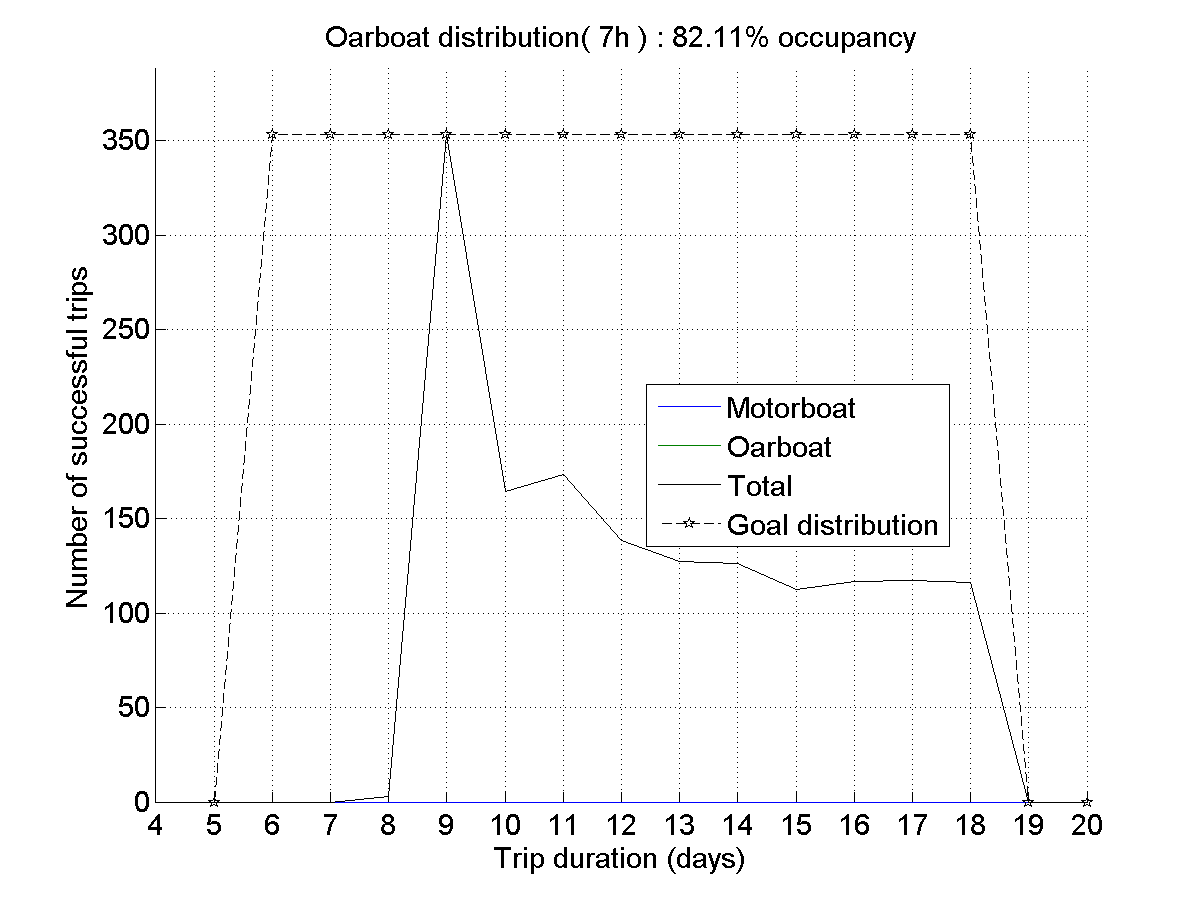 Oarboat distribution( 7h ) : 82.11% occupancy
Number of successful trips
350
300
250
200
150
100
50
0
Motorboat
Oarboat
Total
Goal distribution
4 5 6 7 8 9 10 11 12 13 14 15 16 17 18 19 20
Trip duration (days)